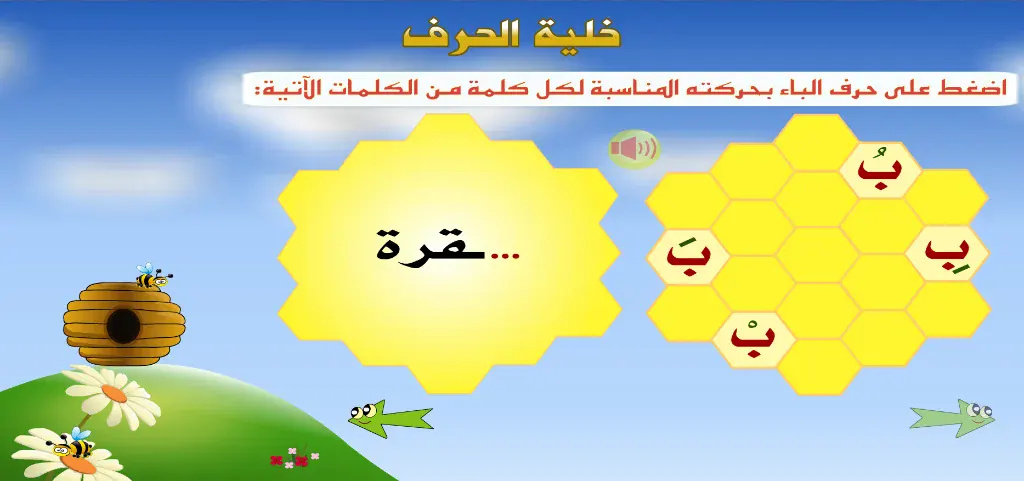 خلية الحرف
اضغط على حرف الباء بحركته المناسبة لكل كلمة من الكلمات الآتية:
...ـقرة
بُ
بِ
بَ
بْ